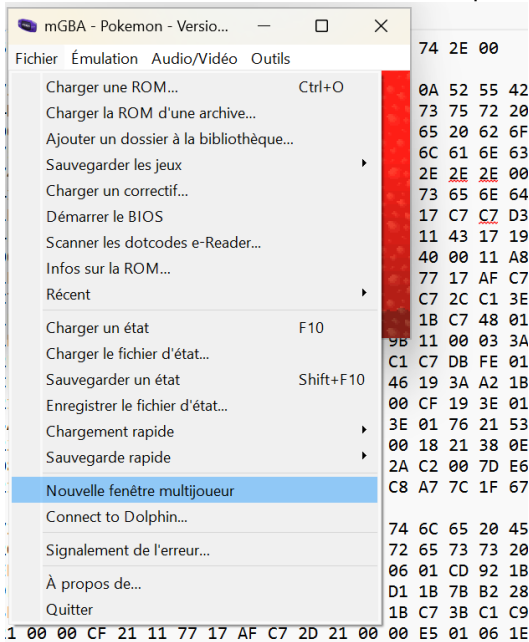 mGBA - Pokemon - Versio...
Fichier Émulation Audio/Vidéo Outils
Charger une ROM... Ctrl+O
Charger la ROM d'une archive...
Ajouter un dossier à la bibliothèque...
Sauvegarder les jeux
Charger un correctif...
Démarrer le BIOS
Scanner les dotcodes e-Reader...
Infos sur la ROM...
Récent
Charger un état F10
Charger le fichier d'état...
Sauvegarder un état Shift+F10
Enregistrer le fichier d'état...
Chargement rapide
Sauvegarde rapide
Nouvelle fenêtre multijoueur
Connect to Dolphin...
Signalement de l'erreur...
À propos de...
Quitter
74 2E 00
0A 52 55 42
73 75 72 20
65 20 62 6F
6C 61 6E 63
2E 2E 2E 00
73 65 6E 64
17 C7 C7 D3
11 43 17 19
40 00 11 A8
77 17 AF C7
C7 2C C1 3E
1B C7 48 01
9B 11 00 03 3A
C1 C7 DB FE 01
46 19 3A A2 1B
00 CF 19 3E 01
3E 01 76 21 53
00 18 21 38 0E
2A C2 00 7D E6
C8 A7 7C 1F 67
74 6C 65 20 45
72 65 73 73 20
06 01 CD 92 1B
D1 1B 7B B2 28
1B C7 3B C1 C9
1 00 00 CF 21 11 77 17 AF C7 2D 21 00 00 E5 01 06 1E